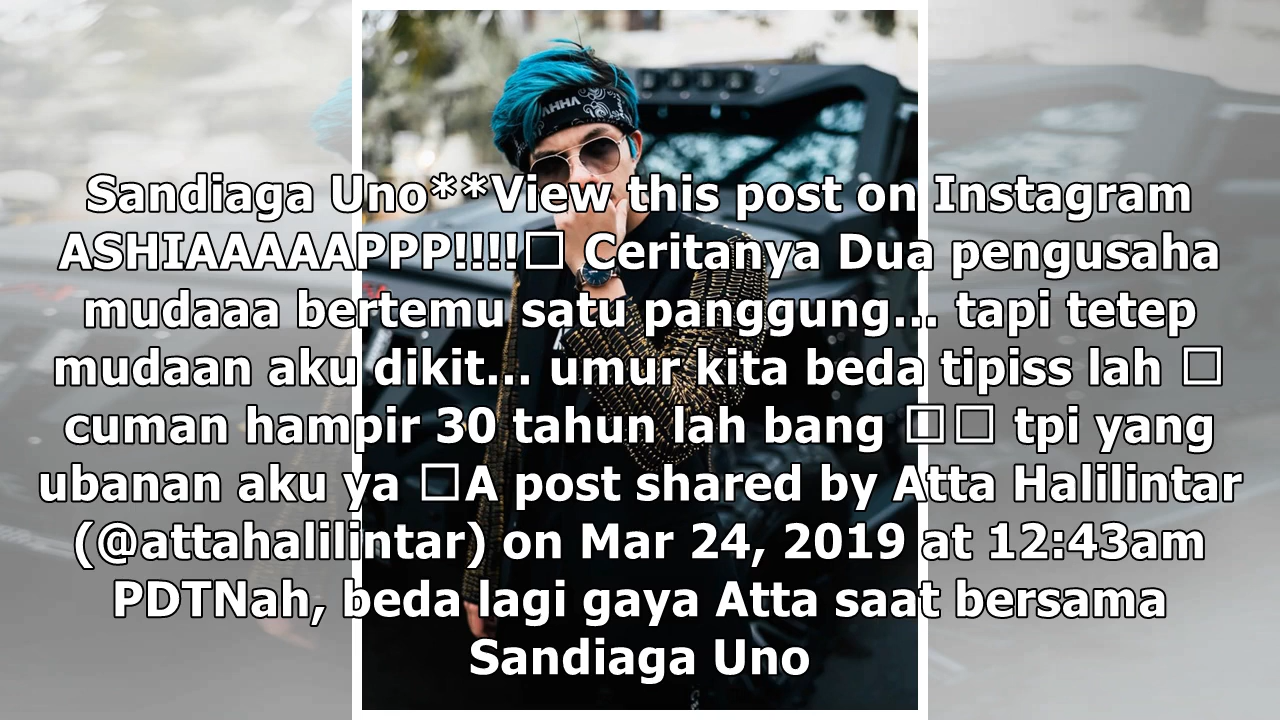 AHHA
Sandiaga Uno**View this post on Instagram
ASHIAAAAAPPP!!!!□ Ceritanya Dua pengusaha
mudaaa bertemu satu panggung... tapi tetep
mudaan aku dikit... umur kita beda tipiss lah □
cuman hampir 30 tahun lah bang □□ tpi yang
ubanan aku ya □A post shared by Atta Halilintar
(@attahalilintar) on Mar 24, 2019 at 12:43am
PDTNah, beda lagi gaya Atta saat bersama
Sandiaga Uno